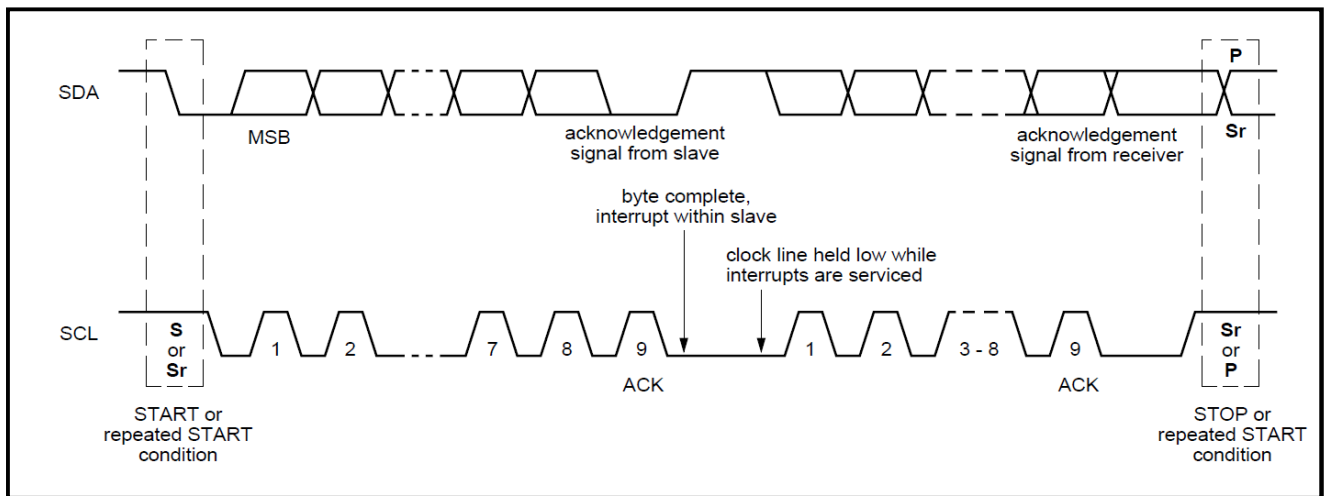 P
SDA
MSB
acknowledgement
signal from slave
acknowledgement
signal from receiver
Sr
byte complete,
interrupt within slave
clock line held low while
interrupts are serviced
SCL
S
or
Sr
1
2
7
8
9
1
2
3 - 8
9
Sr
or
P
ACK
ACK
START or
repeated START
condition
STOP or
repeated START
condition